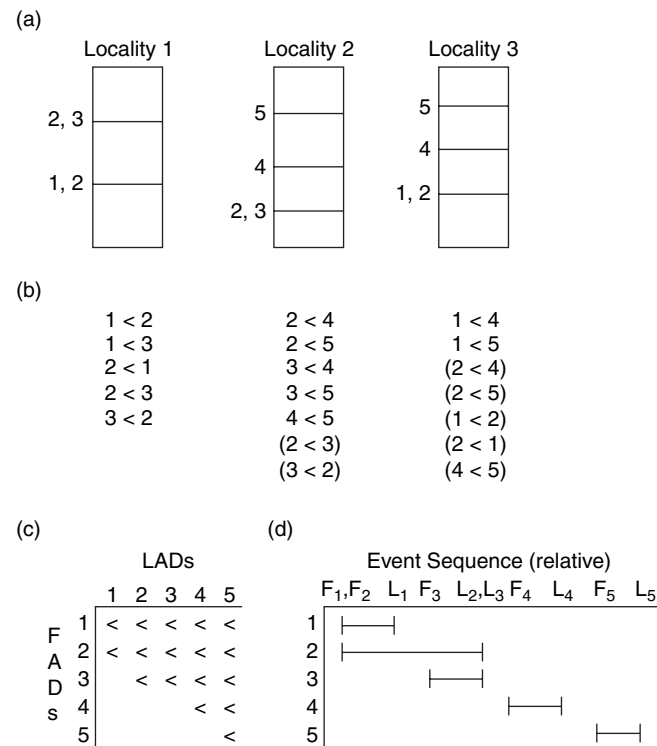 (a)
Locality 1 Locality 2 Locality 3
2, 3
1, 2
5
4
2, 3
5
4
1, 2
(b)
1 < 2 2 < 4 1 < 4
1 < 3 2 < 5 1 < 5
2 < 1 3 < 4 (2 < 4)
2 < 3 3 < 5 (2 < 5)
3 < 2 4 < 5 (1 < 2)
(2 < 3) (2 < 1)
(3 < 2) (4 < 5)
(c)
LADs
1 2 3 4 5
FADs
1 < < < < <
2 < < < < <
3 < < < <
4 < <
5 <
(d)
Event Sequence (relative)
F₁,F₂ L₁ F₃ L₂,L₃ F₄ L₄ F₅ L₅
1
2
3
4
5